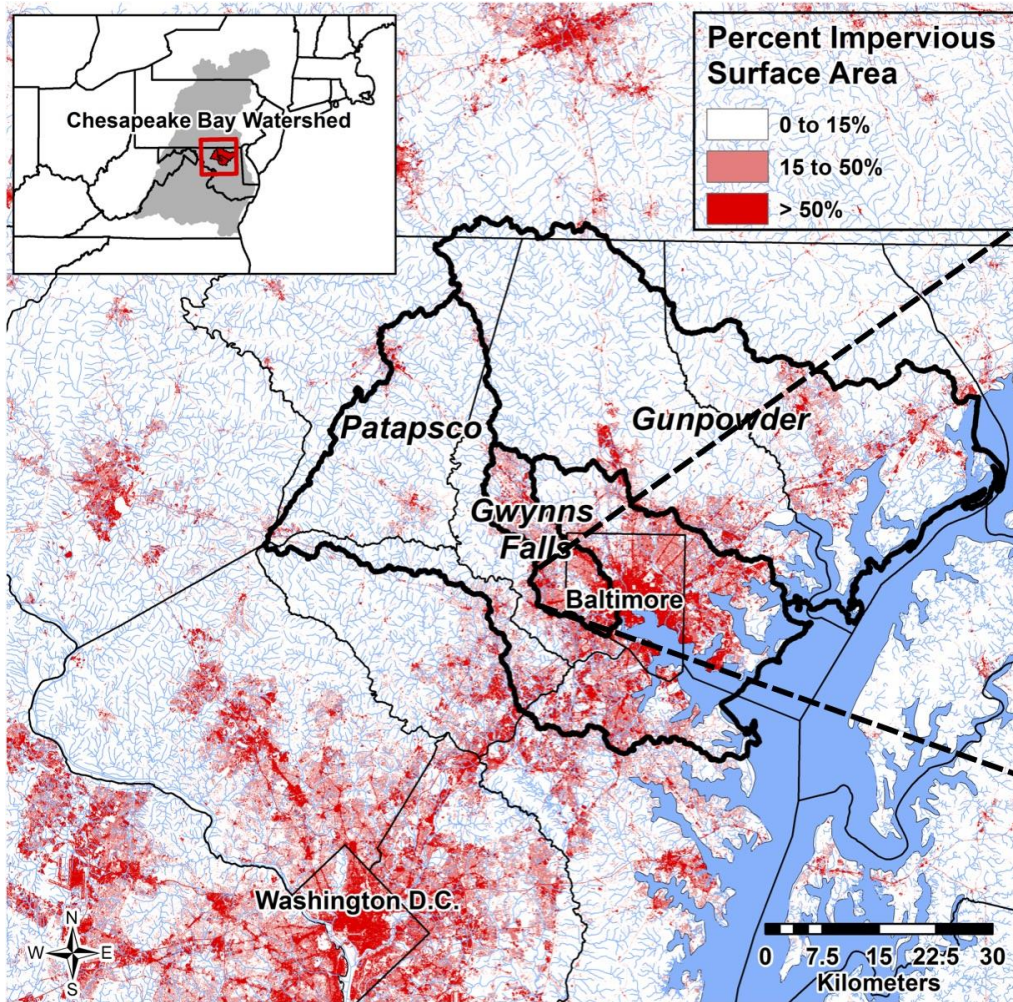 Chesapeake Bay Watershed
Percent Impervious
Surface Area
0 to 15%
15 to 50%
> 50%
Patapsco
Gunpowder
Gwynns
Falls
Baltimore
Washington D.C.
N
W E
S
0 7.5 15 22.5 30
Kilometers